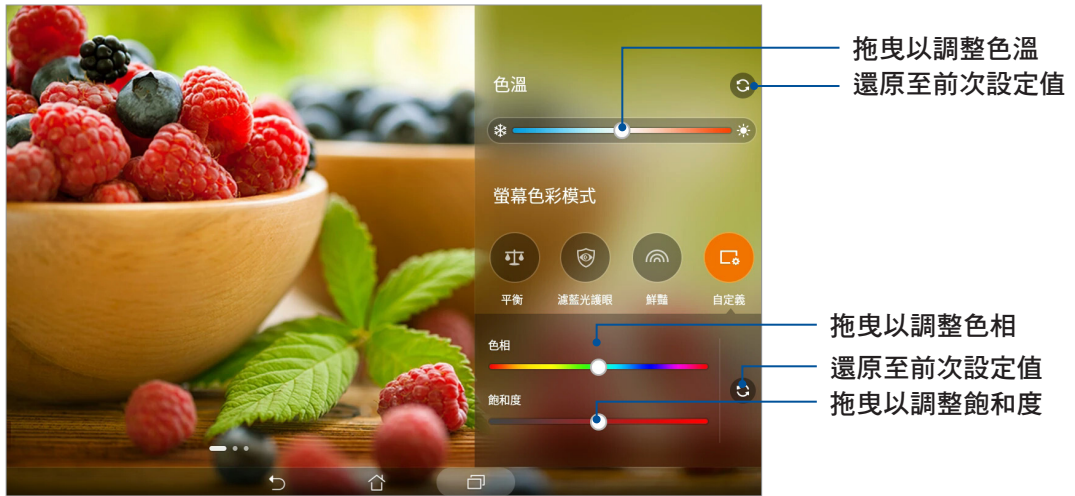 拖曳以調整色溫
色溫
還原至前次設定值
螢幕色彩模式
平衡
濾藍光護眼
鮮豔
自定義
拖曳以調整色相
色相
還原至前次設定值
飽和度
拖曳以調整飽和度